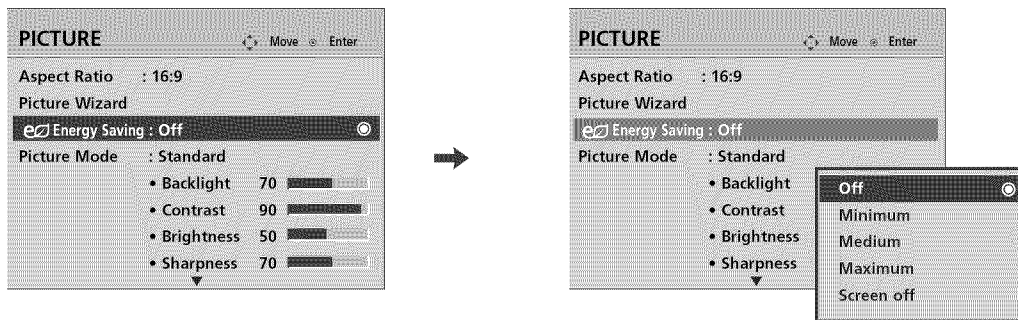 PICTURE
Move Enter
Aspect Ratio : 16:9
Picture Wizard
Energy Saving : Off
Picture Mode : Standard
• Backlight 70
• Contrast 90
• Brightness 50
• Sharpness 70
PICTURE
Move Enter
Aspect Ratio : 16:9
Picture Wizard
Energy Saving : Off
Picture Mode : Standard
• Backlight
• Contrast
• Brightness
• Sharpness
Off
Minimum
Medium
Maximum
Screen off